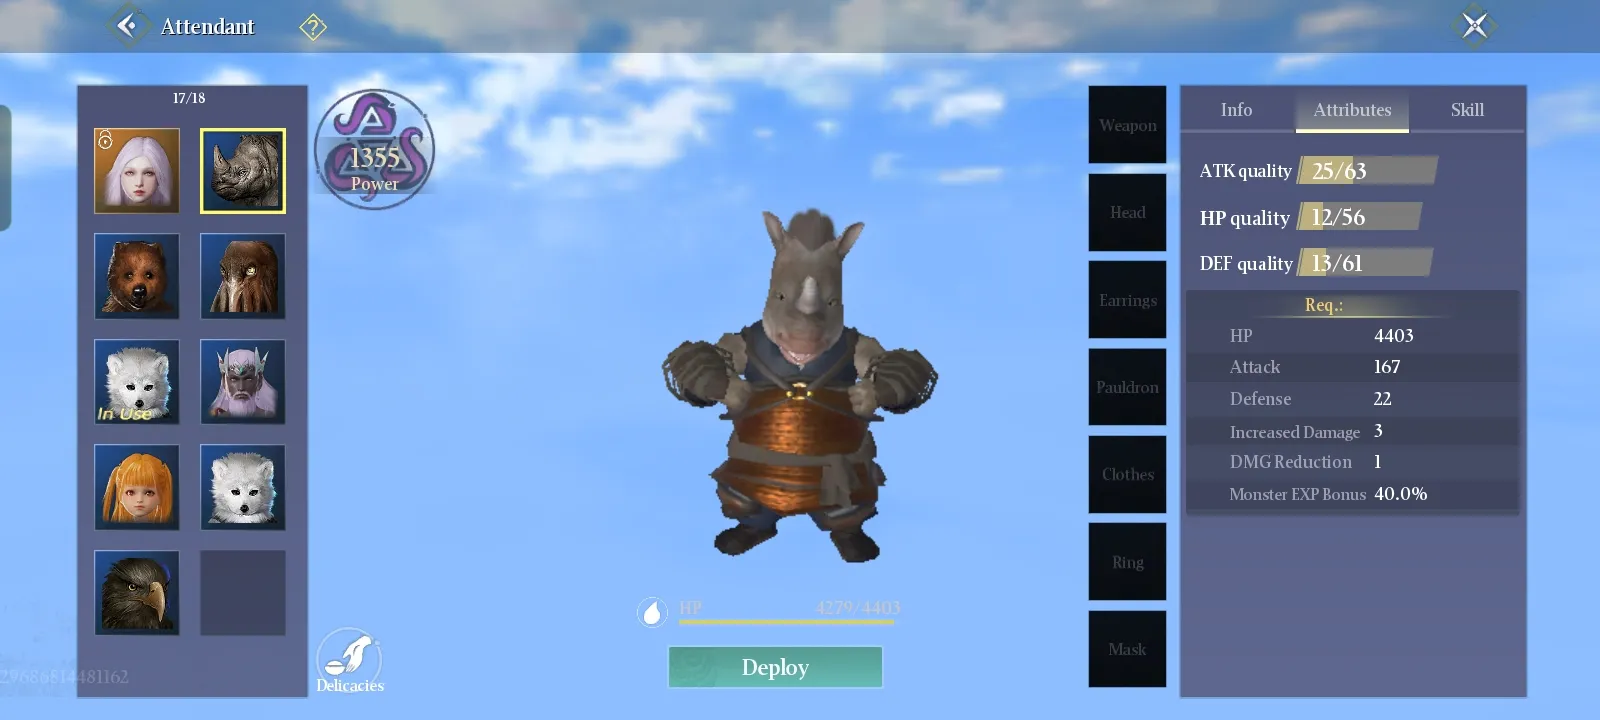 Attendant
?
17/18
In Use
1355
Power
29686814481162
Delicacies
HP 4279/4403
Deploy
Weapon
Head
Earrings
Pauldron
Clothes
Ring
Mask
Info Attributes Skill
ATK quality 25/63
HP quality 12/56
DEF quality 13/61
Req.:
HP 4403
Attack 167
Defense 22
Increased Damage 3
DMG Reduction 1
Monster EXP Bonus 40.0%